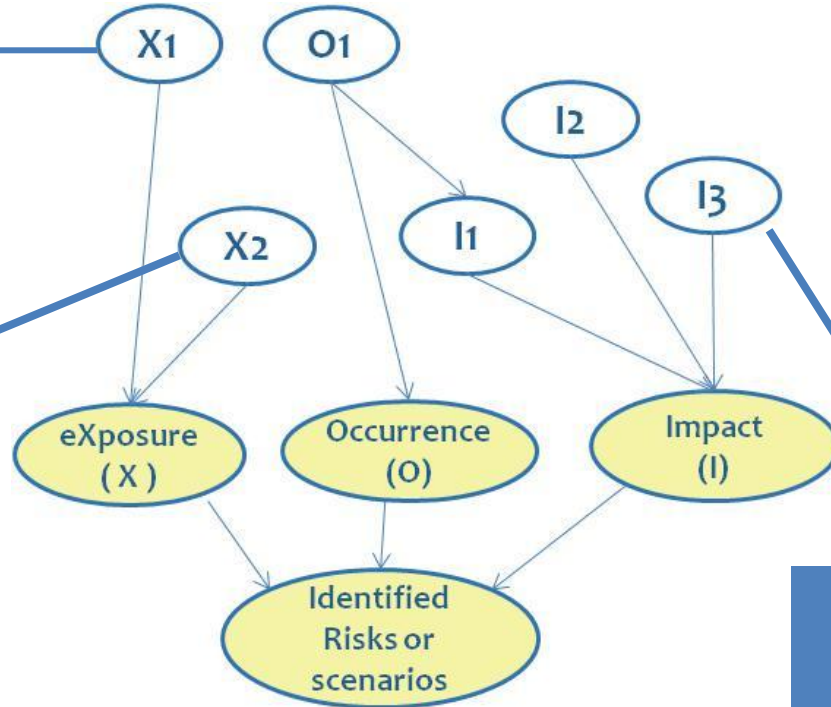 X1
O1
I2
I3
X2
I1
eXposure
( X )
Occurrence
(O)
Impact
(I)
Identified
Risks or
scenarios